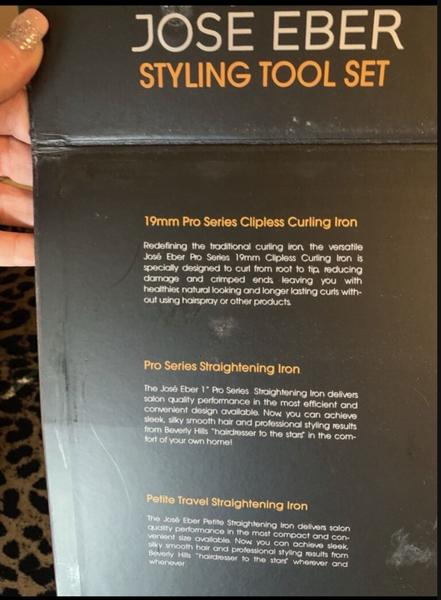 JOSE EBER
STYLING TOOL SET
19mm Pro Series Clipless Curling Iron
Redefining the traditional curling iron, the versatile
José Eber Pro Series 19mm Clipless Curling Iron is
specially designed to curl from root to tip, reducing
damage and crimped ends, leaving you with
healthier, natural looking and longer lasting curls with-
out using hairspray or other products.
Pro Series Straightening Iron
The José Eber 1" Pro Series Straightening Iron delivers
salon quality performance in the most efficient and
convenient design available. Now, you can achieve
sleek, silky smooth hair and professional styling results
from Beverly Hills "hairdresser to the stars" in the com-
fort of your own home!
Petite Travel Straightening Iron
The José Eber Petite Straightening Iron delivers salon
quality performance in the most compact and con-
venient size available. Now, you can achieve sleek,
silky smooth hair and professional styling results from
Beverly Hills "hairdresser to the stars" wherever and
whenever